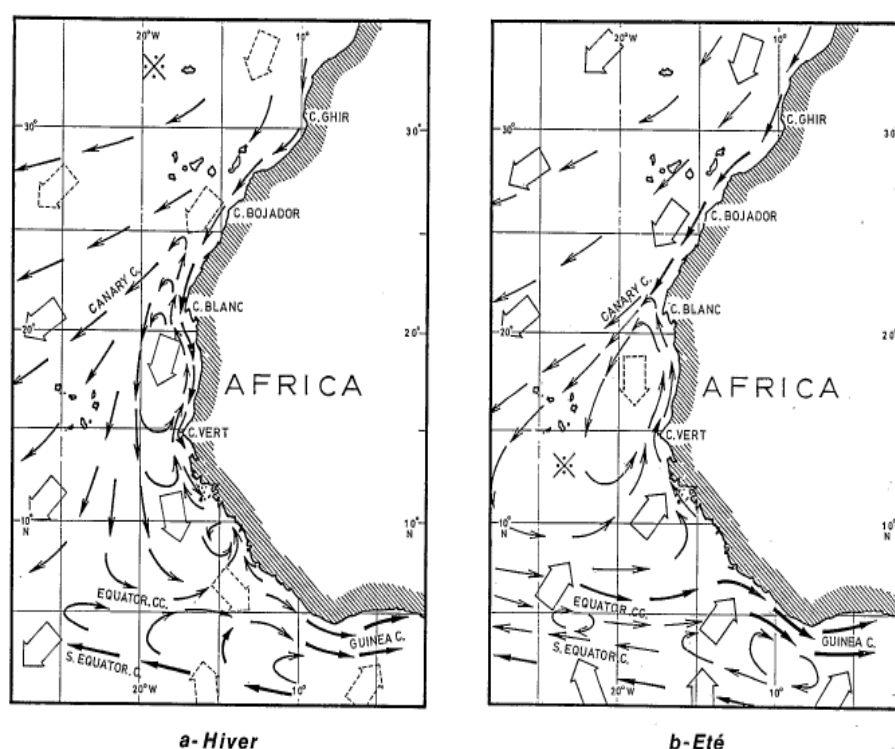 20°W
10°
C. GHIR
30°
C. BOJADOR
CANARY C.
C. BLANC
20°
20°
AFRICA
C. VERT
10°
N
10°
EQUATOR. CC.
GUINEA C.
S. EQUATOR. C.
20°W
10°
a- Hiver
20°W
10°
C. GHIR
30°
30°
C. BOJADOR
CANARY C.
C. BLANC
20°
20°
AFRICA
C. VERT
10°
N
10°
EQUATOR. CC.
GUINEA C.
S. EQUATOR. C.
20°W
10°
b- Eté